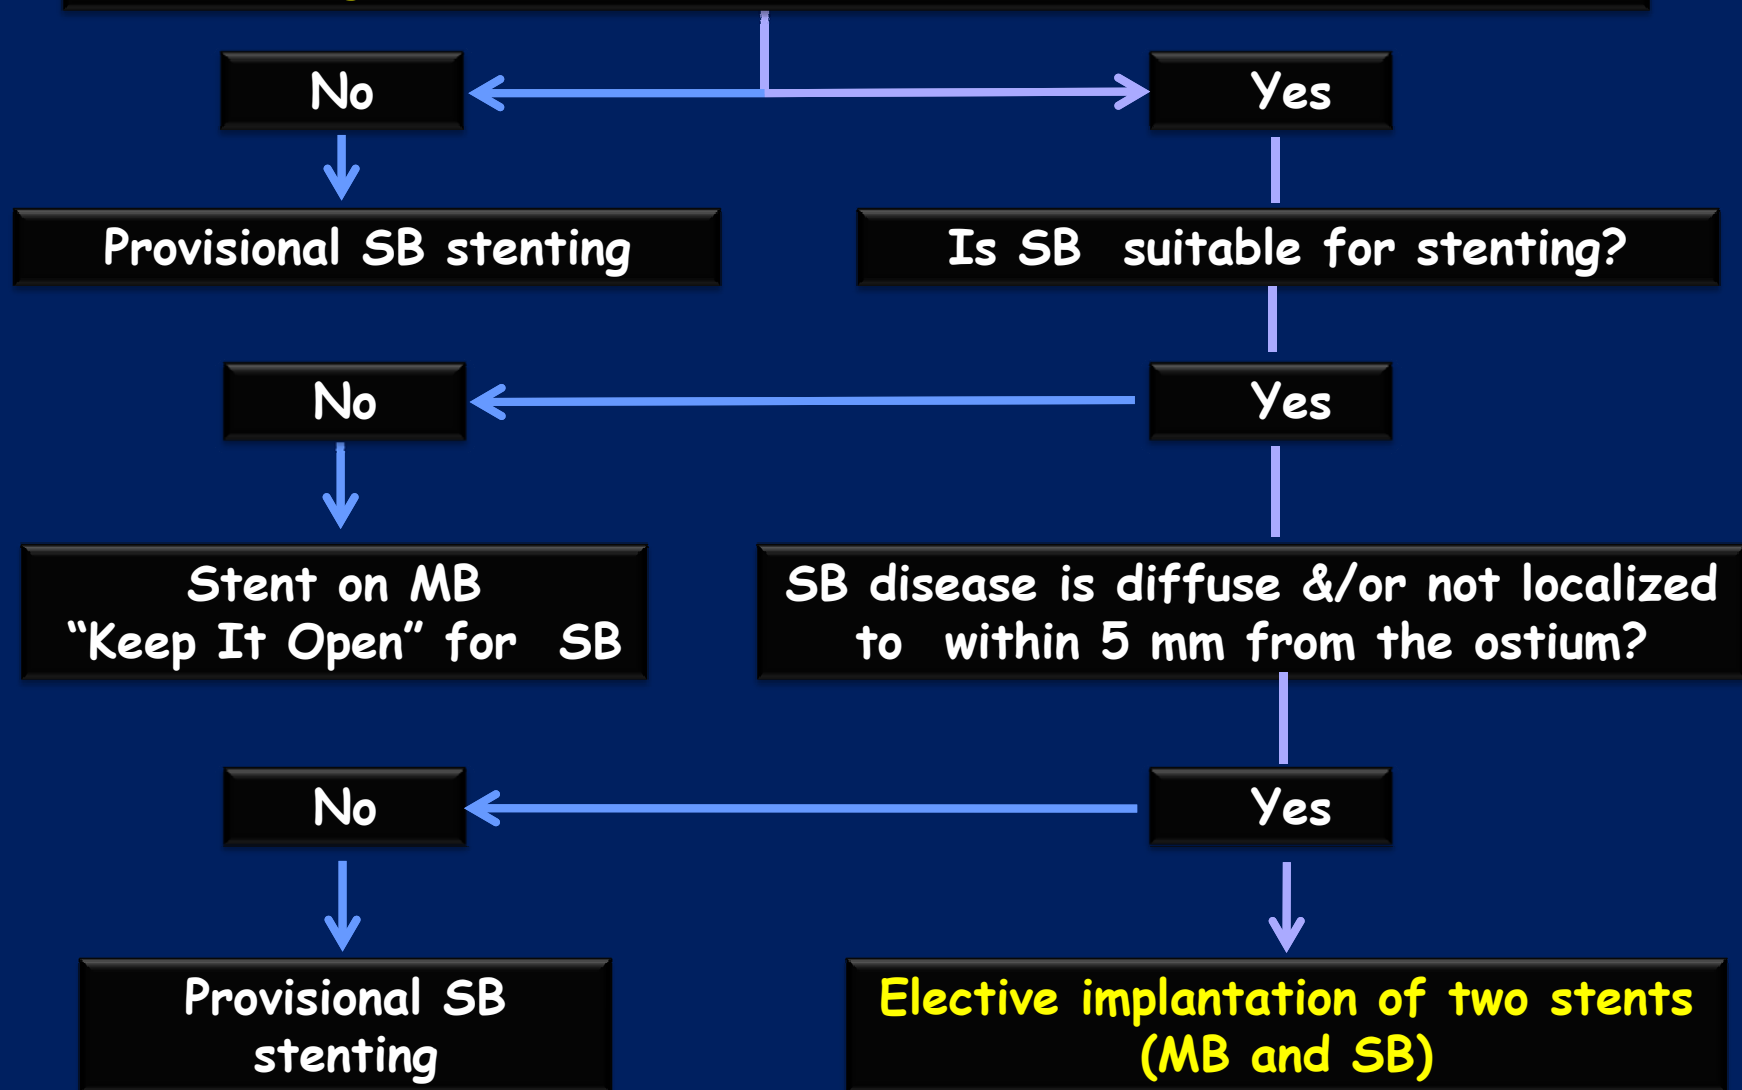 No
Yes
Provisional SB stenting
Is SB suitable for stenting?
No
Yes
Stent on MB
“Keep It Open” for SB
SB disease is diffuse &/or not localized
to within 5 mm from the ostium?
No
Yes
Provisional SB
stenting
Elective implantation of two stents
(MB and SB)